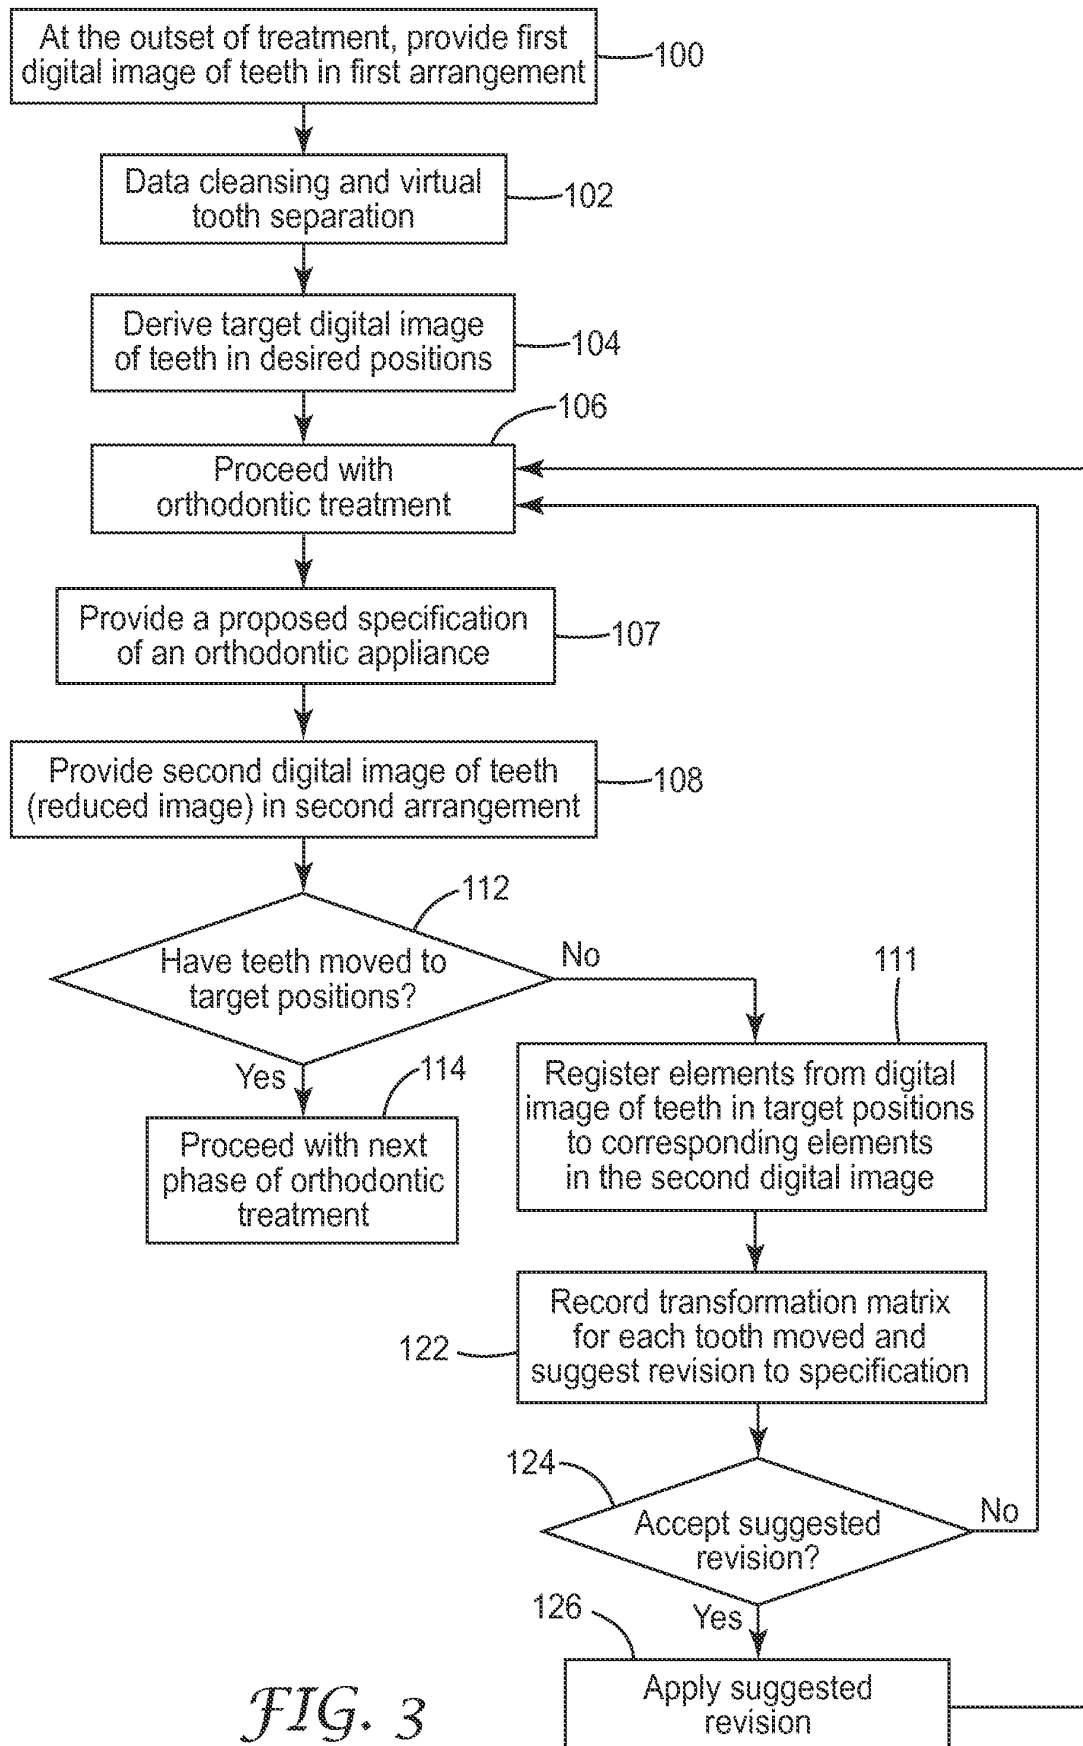 At the outset of treatment, provide first
digital image of teeth in first arrangement
100
Data cleansing and virtual
tooth separation
102
Derive target digital image
of teeth in desired positions
104
106
Proceed with
orthodontic treatment
Provide a proposed specification
of an orthodontic appliance
107
Provide second digital image of teeth
(reduced image) in second arrangement
108
112
Have teeth moved to
target positions?
No
Yes
111
Register elements from digital
image of teeth in target positions
to corresponding elements
in the second digital image
114
Proceed with next
phase of orthodontic
treatment
Record transformation matrix
for each tooth moved and
suggest revision to specification
122
124
Accept suggested
revision?
No
Yes
126
Apply suggested
revision
FIG. 3